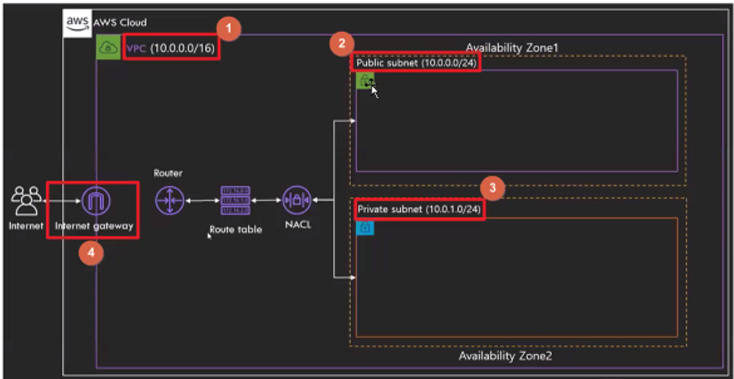 aws
AWS Cloud
1
VPC (10.0.0.0/16)
2
Availability Zone1
Public subnet (10.0.0.0/24)
Router
3
Private subnet (10.0.1.0/24)
Internet
Internet gateway
Route table
NACL
4
Availability Zone2